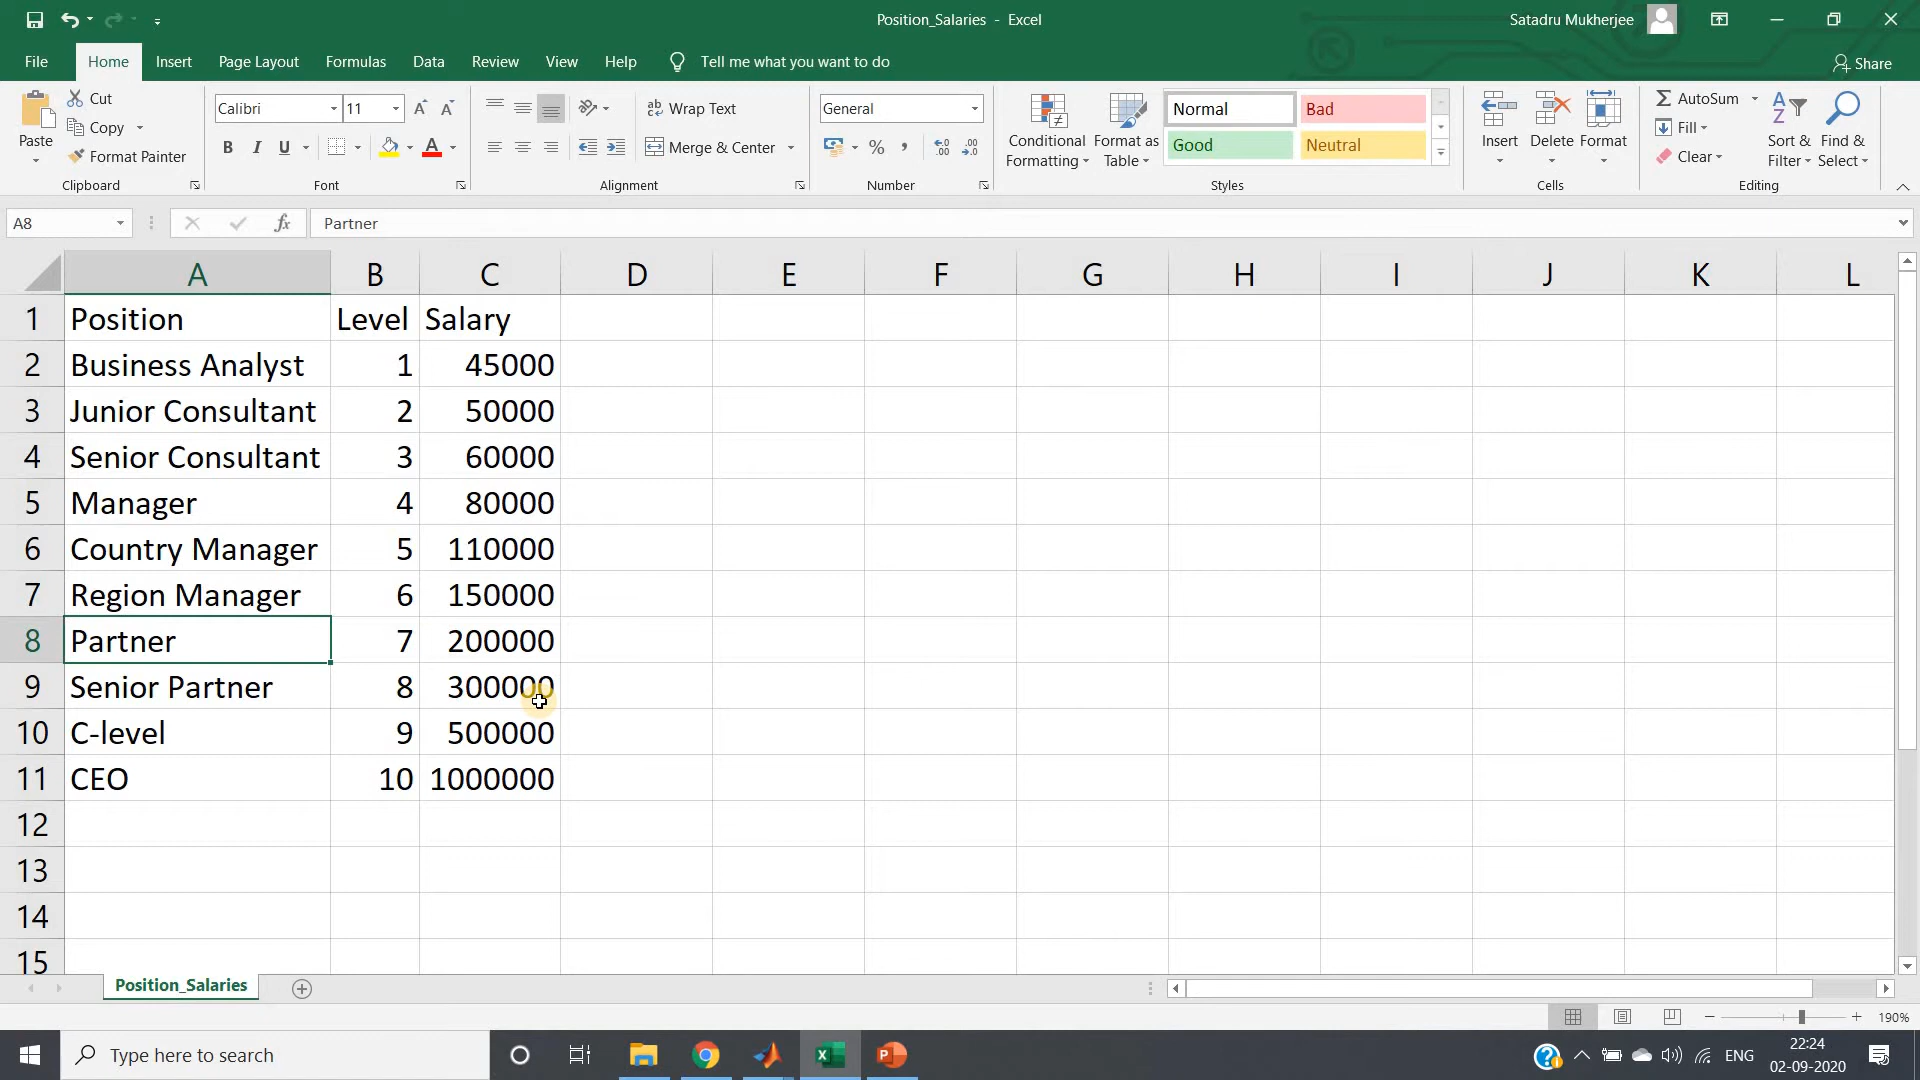 Position_Salaries - Excel
Satadru Mukherjee
File Home Insert Page Layout Formulas Data Review View Help Tell me what you want to do Share
Paste
Cut
Copy
Format Painter
Clipboard
Calibri 11
B I U A
Font
Wrap Text
Merge & Center
Alignment
General
% ,
Number
Conditional Formatting
Format as Table
Normal Bad
Good Neutral
Styles
Insert Delete Format
Cells
AutoSum
Fill
Clear
Sort & Filter
Find & Select
Editing
A8 fx Partner
A B C D E F G H I J K L
1 Position Level Salary
2 Business Analyst 1 45000
3 Junior Consultant 2 50000
4 Senior Consultant 3 60000
5 Manager 4 80000
6 Country Manager 5 110000
7 Region Manager 6 150000
8 Partner 7 200000
9 Senior Partner 8 300000
10 C-level 9 500000
11 CEO 10 1000000
12
13
14
15
Position_Salaries
190%
Type here to search
ENG
22:24
02-09-2020